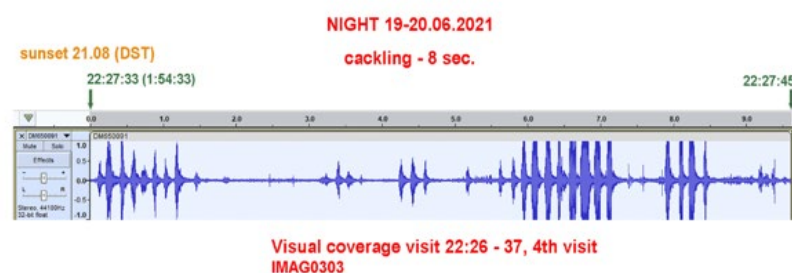 NIGHT 19-20.06.2021
sunset 21.08 (DST)
cackling - 8 sec.
22:27:33 (1:54:33)
22:27:45
0.0 1.0 2.0 3.0 4.0 5.0 6.0 7.0 8.0 9.0
× DM650091 ▼
DM650091
Mute Solo
Effects
- +
L R
Stereo, 44100Hz
32-bit float
1.0
0.5
0.0
-0.5
-1.0
Visual coverage visit 22:26 - 37, 4th visit
IMAG0303